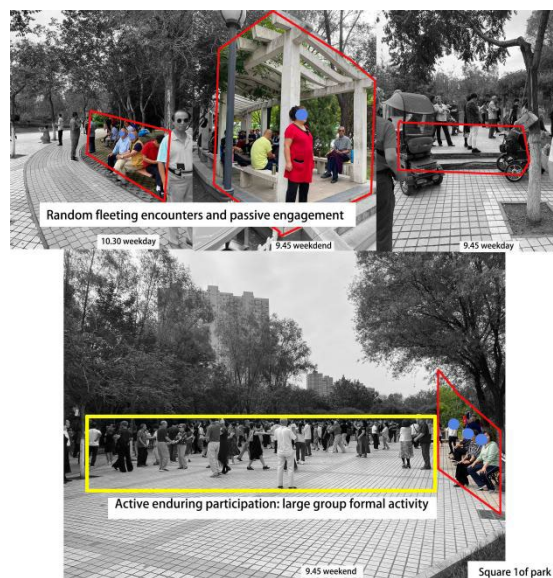 Random fleeting encounters and passive engagement
10.30 weekday
9.45 weekdend
9.45 weekday
Active enduring participation: large group formal activity
9.45 weekend
Square 1of park